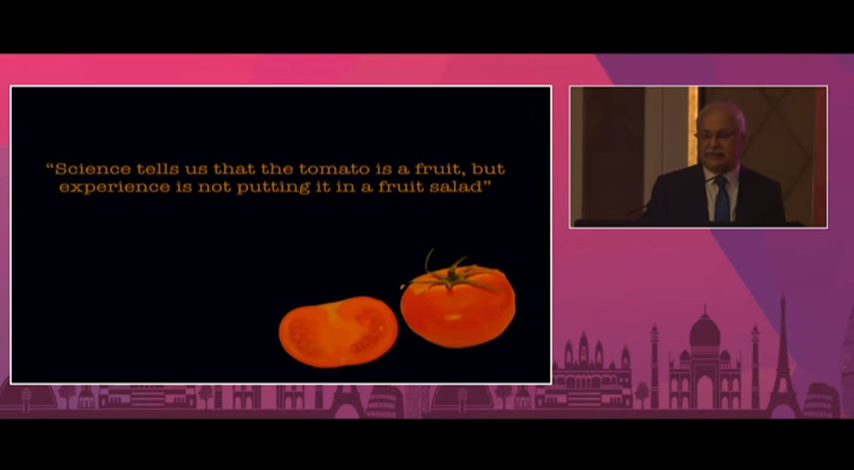 “Science tells us that the tomato is a fruit, but
experience is not putting it in a fruit salad”